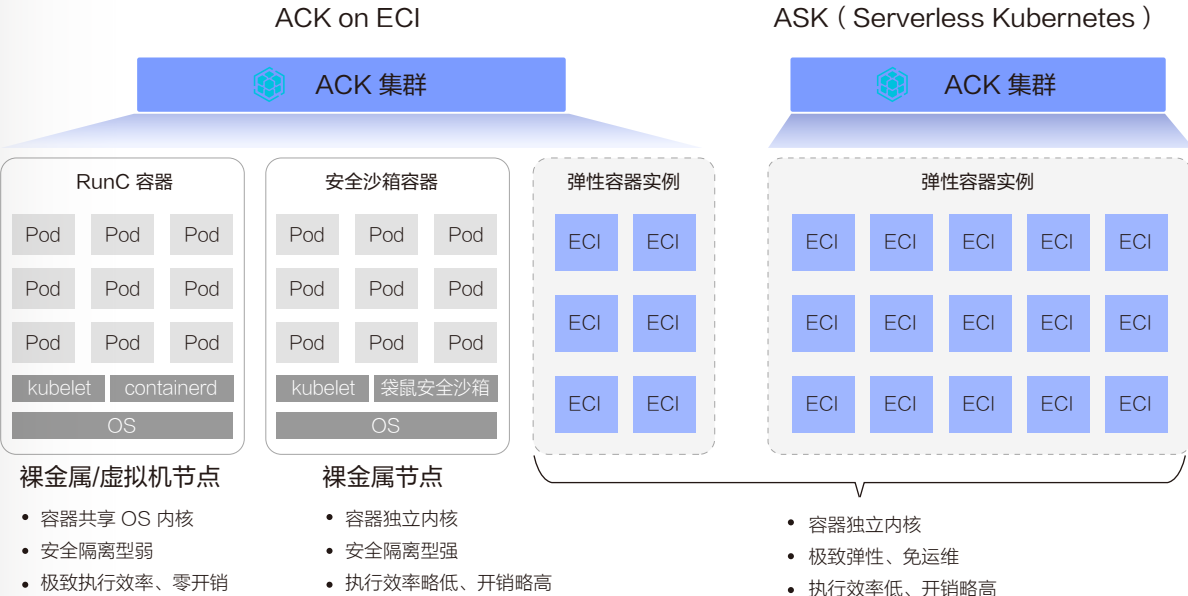 ACK on ECI
ASK（Serverless Kubernetes）
ACK 集群
ACK 集群
RunC 容器
Pod Pod Pod
Pod Pod Pod
Pod Pod Pod
kubelet containerd
OS
裸金属/虚拟机节点
• 容器共享 OS 内核
• 安全隔离型弱
• 极致执行效率、零开销
安全沙箱容器
Pod Pod Pod
Pod Pod Pod
Pod Pod Pod
kubelet 袋鼠安全沙箱
OS
裸金属节点
• 容器独立内核
• 安全隔离型强
• 执行效率略低、开销略高
弹性容器实例
ECI ECI
ECI ECI
ECI ECI
弹性容器实例
ECI ECI ECI ECI ECI
ECI ECI ECI ECI ECI
ECI ECI ECI ECI ECI
• 容器独立内核
• 极致弹性、免运维
• 执行效率低、开销略高